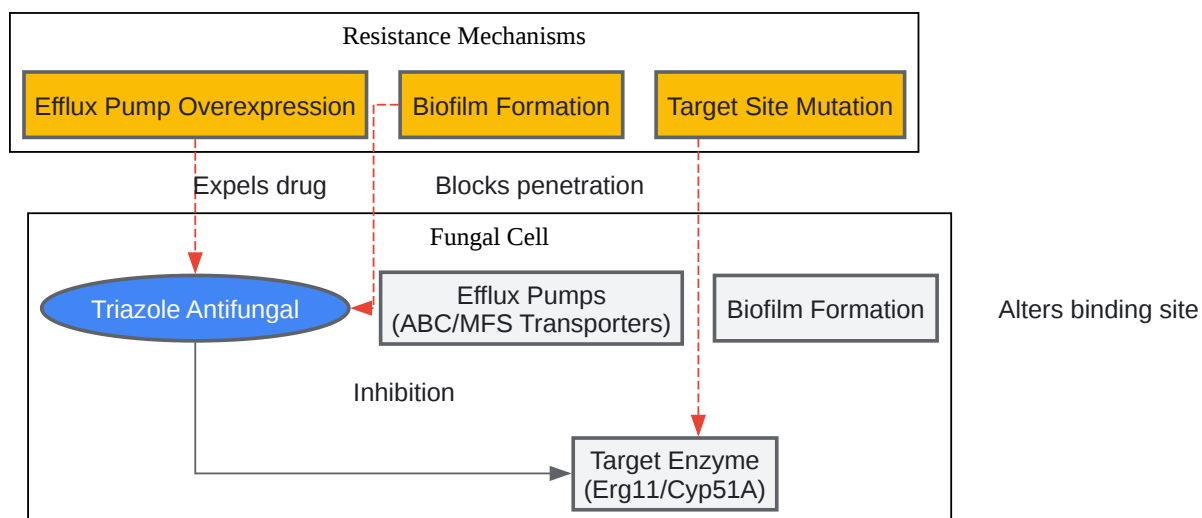 Resistance Mechanisms
Efflux Pump Overexpression
Biofilm Formation
Target Site Mutation
Expels drug
Blocks penetration
Fungal Cell
Triazole Antifungal
Efflux Pumps
(ABC/MFS Transporters)
Biofilm Formation
Alters binding site
Inhibition
Target Enzyme
(Erg11/Cyp51A)